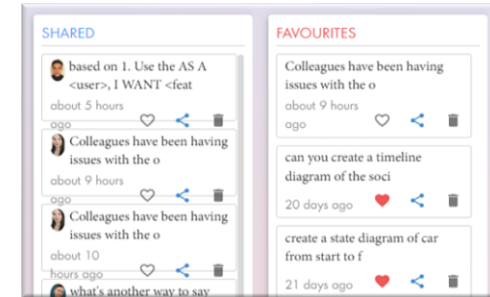 SHARED
based on 1. Use the AS A
<user>, I WANT <feat
about 5 hours
ago
Colleagues have been having
issues with the o
about 9 hours
ago
Colleagues have been having
issues with the o
about 10
hours ago
what's another way to say
FAVOURITES
Colleagues have been having
issues with the o
about 9 hours
ago
can you create a timeline
diagram of the soci
20 days ago
create a state diagram of car
from start to f
21 days ago